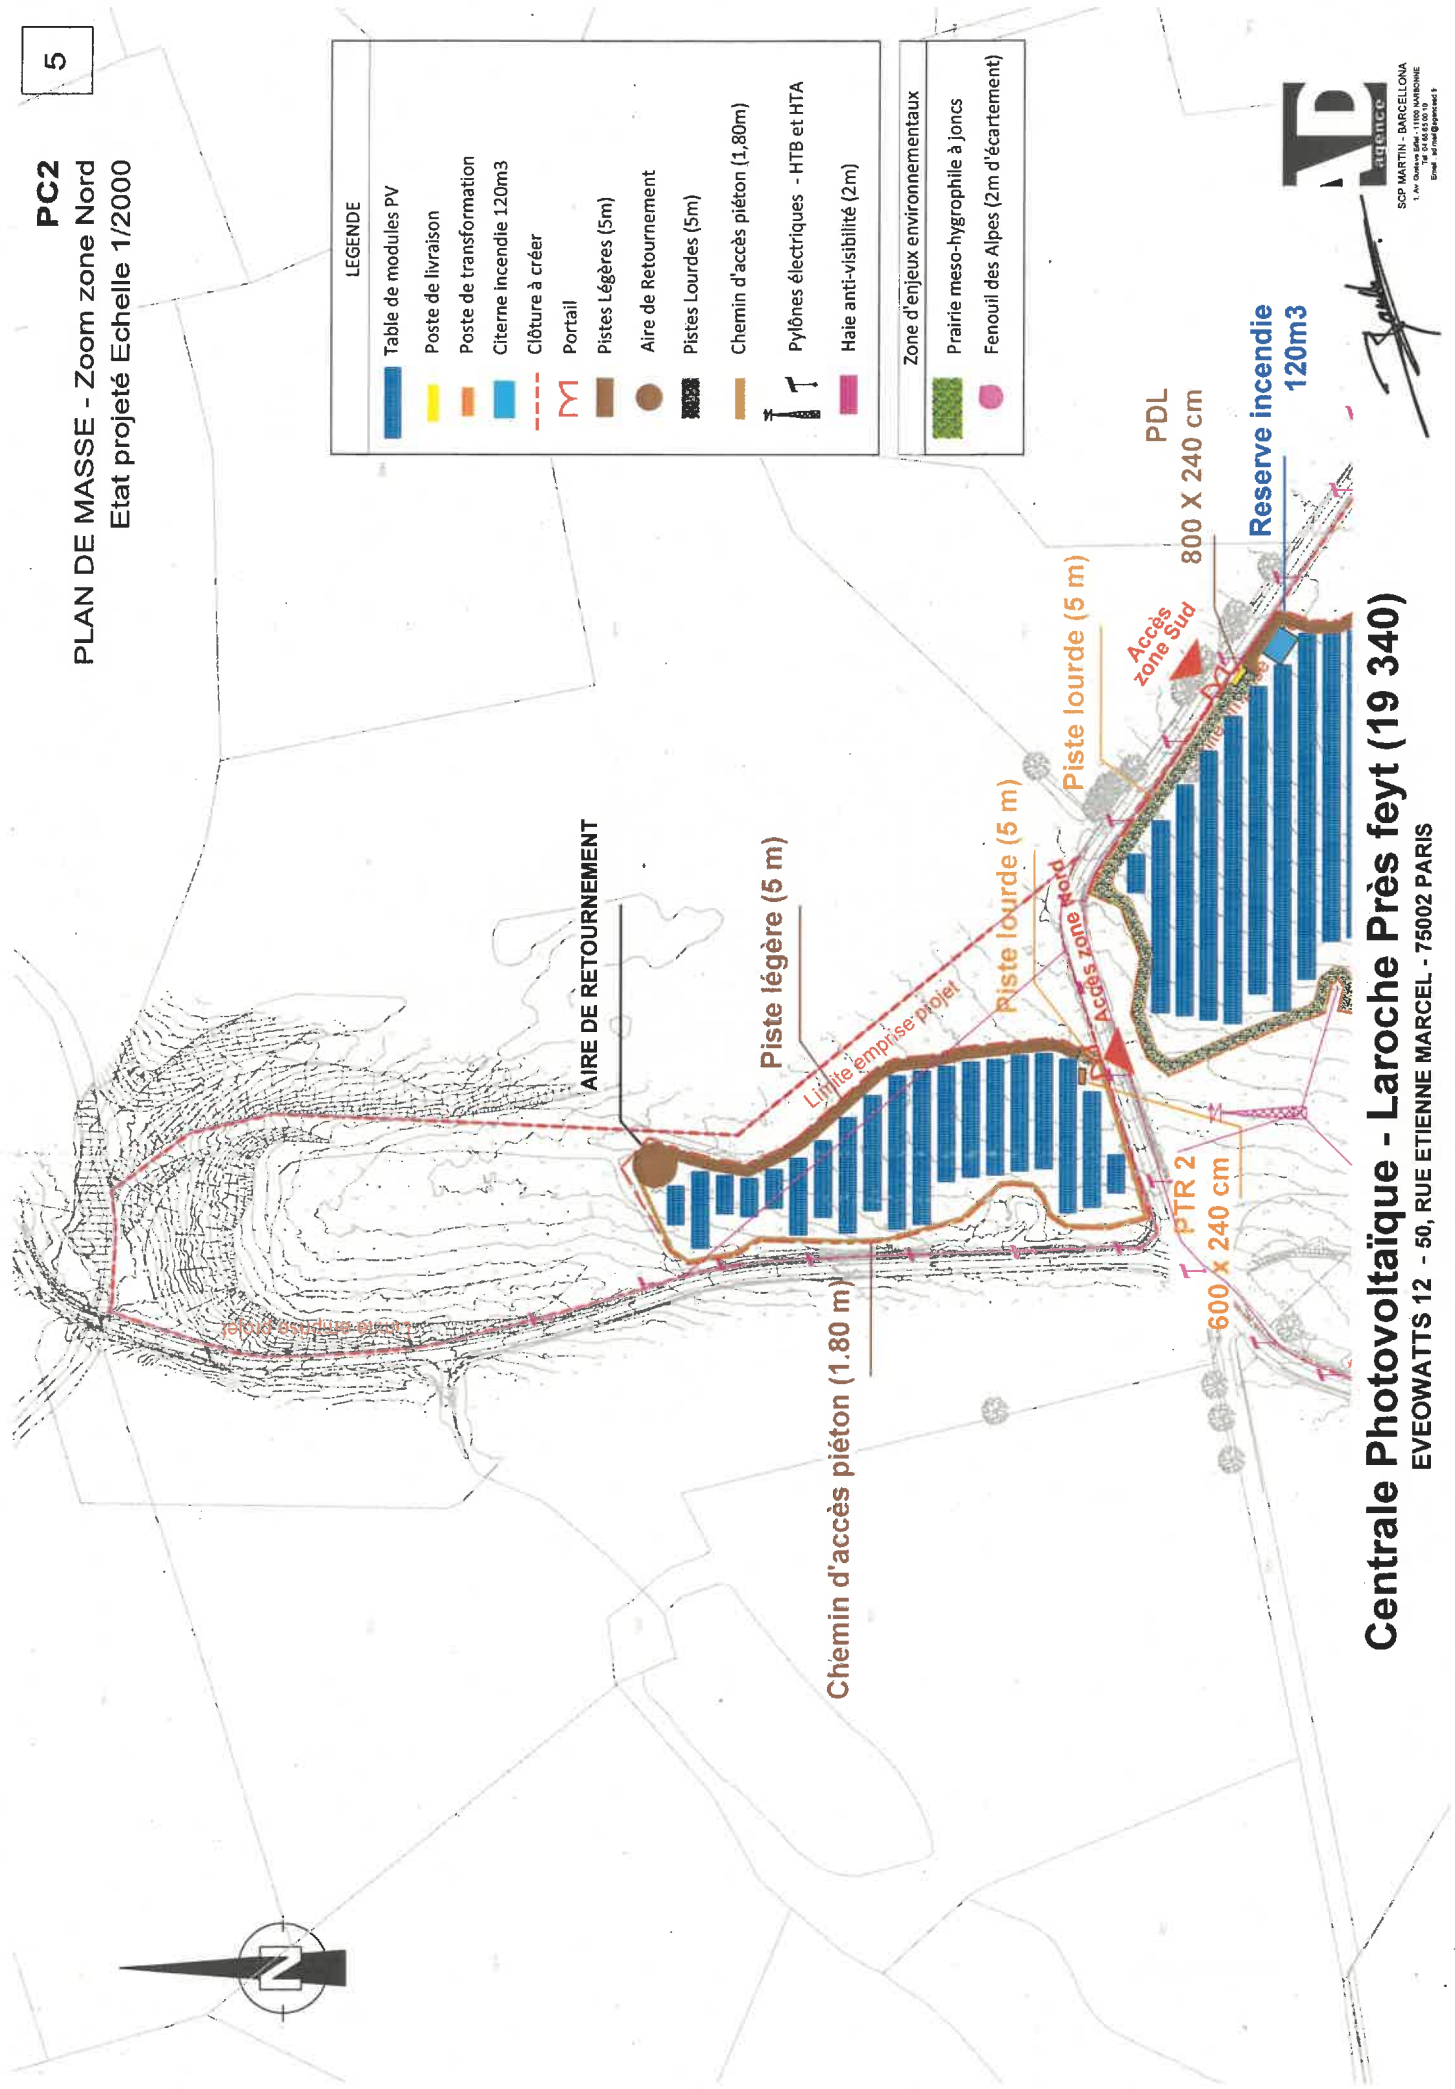 5
PC2
PLAN DE MASSE - Zoom zone Nord
Etat projeté Echelle 1/2000
LEGENDE
Table de modules PV
Poste de livraison
Poste de transformation
Citerne incendie 120m3
Clôture à créer
Portail
Pistes Légères (5m)
Aire de Retournement
Pistes Lourdes (5m)
Chemin d'accès piéton (1,80m)
Pylônes électriques - HTB et HTA
Haie anti-visibilité (2m)
Zone d'enjeux environnementaux
Prairie meso-hygrophile à joncs
Fenouil des Alpes (2m d'écartement)
N
Limite emprise projet
AIRE DE RETOURNEMENT
Piste légère (5 m)
Limite emprise projet
Chemin d'accès piéton (1.80 m)
Piste lourde (5 m)
Accès zone Nord
Piste lourde (5 m)
Accès
zone Sud
PDL
800 X 240 cm
Reserve incendie
120m3
PTR 2
600 x 240 cm
Centrale Photovoltaïque - Laroche Près feyt (19 340)
EVEOWATTS 12 - 50, RUE ETIENNE MARCEL - 75002 PARIS
AD
agence
SCP MARTIN - BARCELLONA